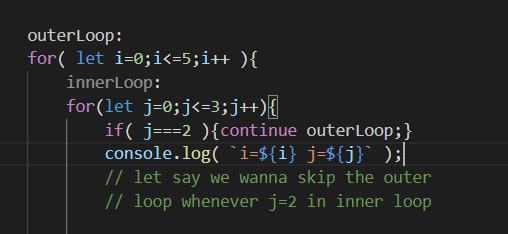 outerLoop:
for( let i=0;i<=5;i++ ){
innerLoop:
for(let j=0;j<=3;j++){
if( j===2 ){continue outerLoop;}
console.log( `i=${i} j=${j}` );
// let say we wanna skip the outer
// loop whenever j=2 in inner loop